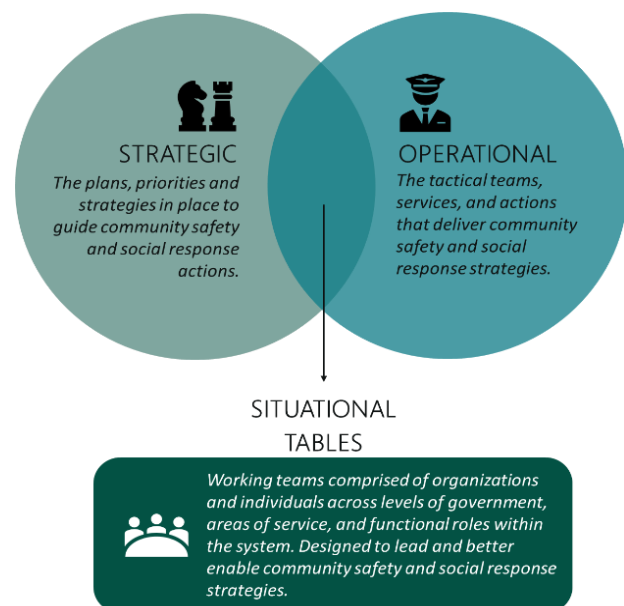 STRATEGIC
The plans, priorities and
strategies in place to
guide community safety
and social response
actions.
OPERATIONAL
The tactical teams,
services, and actions
that deliver community
safety and social
response strategies.
SITUATIONAL
TABLES
Working teams comprised of organizations
and individuals across levels of government,
areas of service, and functional roles within
the system. Designed to lead and better
enable community safety and social response
strategies.